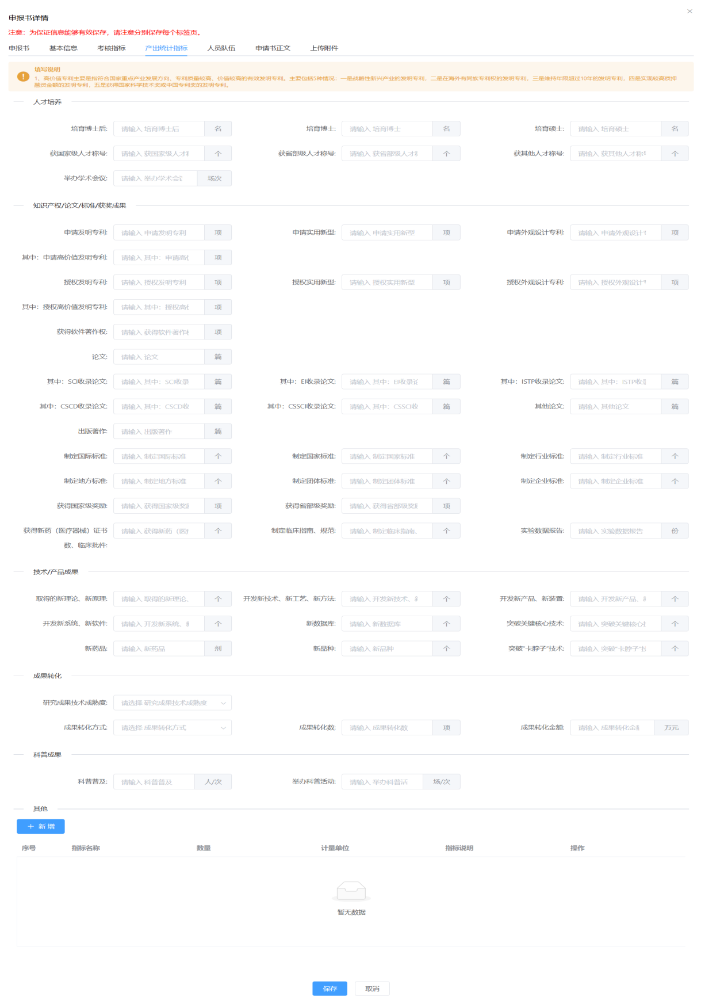 申报书详情
注意：为保证信息能够有效保存，请注意分别保存每个标签页。
申报书 基本信息 考核指标 产出统计指标 人员队伍 申请书正文 上传附件
填写说明
1、高价值专利主要是指符合国家重点产业发展方向、专利质量较高、价值较高的有效发明专利。主要包括5种情况：一是战略性新兴产业的发明专利，二是在海外有同族专利权的发明专利，三是维持年限超过10年的发明专利，四是实现较高质押
融资金额的发明专利，五是获得国家科学技术奖或中国专利奖的发明专利。
人才培养
培育博士后: 请输入 培育博士后 名 培育博士: 请输入 培育博士 名 培育硕士: 请输入 培育硕士 名
获国家级人才称号: 请输入 获国家级人才 个 获省部级人才称号: 请输入 获省部级人才 个 获其他人才称号: 请输入 获其他人才称 个
举办学术会议: 请输入 举办学术会 场次
知识产权/论文/标准/获奖成果
申请发明专利: 请输入 申请发明专利 项 申请实用新型: 请输入 申请实用新型 项 申请外观设计专利: 请输入 申请外观设计 项
其中：申请高价值发明专利: 请输入 其中：申请高 项
授权发明专利: 请输入 授权发明专利 项 授权实用新型: 请输入 授权实用新型 项 授权外观设计专利: 请输入 授权外观设计 项
其中：授权高价值发明专利: 请输入 其中：授权高 项
获得软件著作权: 请输入 获得软件著作 项
论文: 请输入 论文 篇
其中：SCI收录论文: 请输入 其中：SCI收录 篇 其中：EI收录论文: 请输入 其中：EI收录 篇 其中：ISTP收录论文: 请输入 其中：ISTP收 篇
其中：CSCD收录论文: 请输入 其中：CSCD收 篇 其中：CSSCI收录论文: 请输入 其中：CSSCI收 篇 其他论文: 请输入 其他论文 篇
出版著作: 请输入 出版著作 篇
制定国际标准: 请输入 制定国际标准 个 制定国家标准: 请输入 制定国家标准 个 制定行业标准: 请输入 制定行业标准 个
制定地方标准: 请输入 制定地方标准 个 制定团体标准: 请输入 制定团体标准 个 制定企业标准: 请输入 制定企业标准 个
获得国家级奖励: 请输入 获得国家级奖 项 获得省部级奖励: 请输入 获得省部级奖 项
获得新药（医疗器械）证书 请输入 获得新药（医 个 制定临床指南、规范: 请输入 制定临床指南、 个 实验数据报告: 请输入 实验数据报告 份
数、临床批件:
技术/产品成果
取得的新理论、新原理: 请输入 取得的新理论、 个 开发新技术、新工艺、新方法: 请输入 开发新技术、 个 开发新产品、新装置: 请输入 开发新产品、 个
开发新系统、新软件: 请输入 开发新系统、 个 新数据库: 请输入 新数据库 个 突破关键核心技术: 请输入 突破关键核心 个
新药品: 请输入 新药品 剂 新品种: 请输入 新品种 个 突破“卡脖子”技术: 请输入 突破“卡脖子” 个
成果转化
研究成果技术成熟度: 请选择 研究成果技术成熟度
成果转化方式: 请选择 成果转化方式 成果转化数: 请输入 成果转化数 项 成果转化金额: 请输入 成果转化金 万元
科普成果
科普普及: 请输入 科普普及 人/次 举办科普活动: 请输入 举办科普活 场/次
其他
+ 新 增
序号 指标名称 数量 计量单位 指标说明 操作
暂无数据
保存 取消